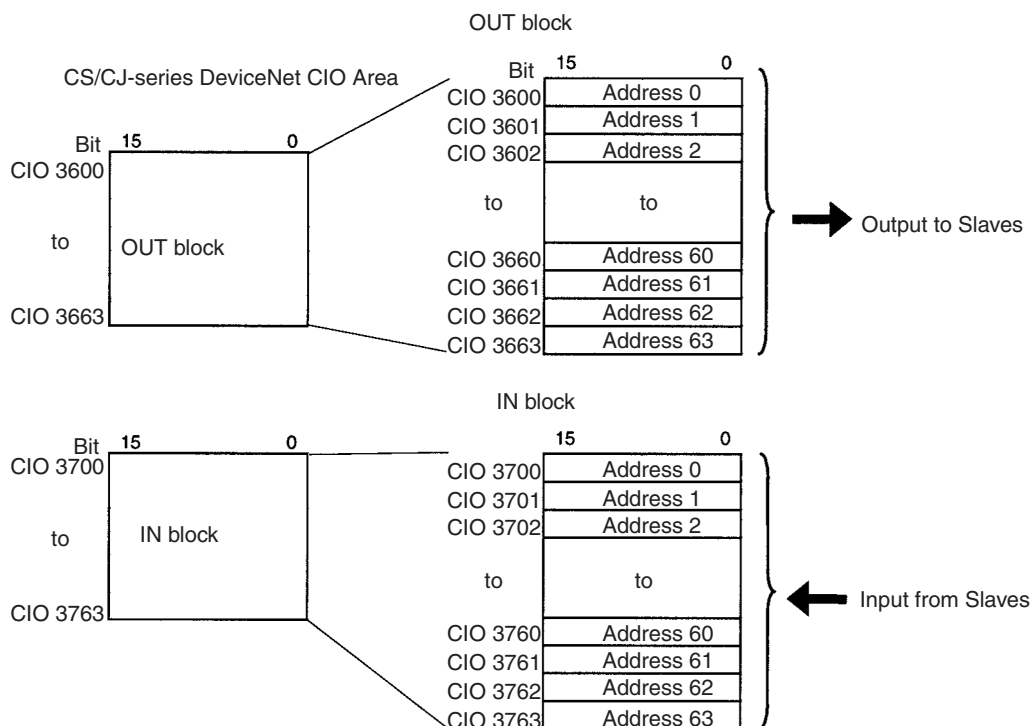 OUT block
CS/CJ-series DeviceNet CIO Area
Bit 15 0
CIO 3600
to
CIO 3663
OUT block
Bit 15 0
CIO 3600 Address 0
CIO 3601 Address 1
CIO 3602 Address 2
to to
CIO 3660 Address 60
CIO 3661 Address 61
CIO 3662 Address 62
CIO 3663 Address 63
Output to Slaves
IN block
Bit 15 0
CIO 3700
to
CIO 3763
IN block
15 0
CIO 3700 Address 0
CIO 3701 Address 1
CIO 3702 Address 2
to to
CIO 3760 Address 60
CIO 3761 Address 61
CIO 3762 Address 62
CIO 3763 Address 63
Input from Slaves